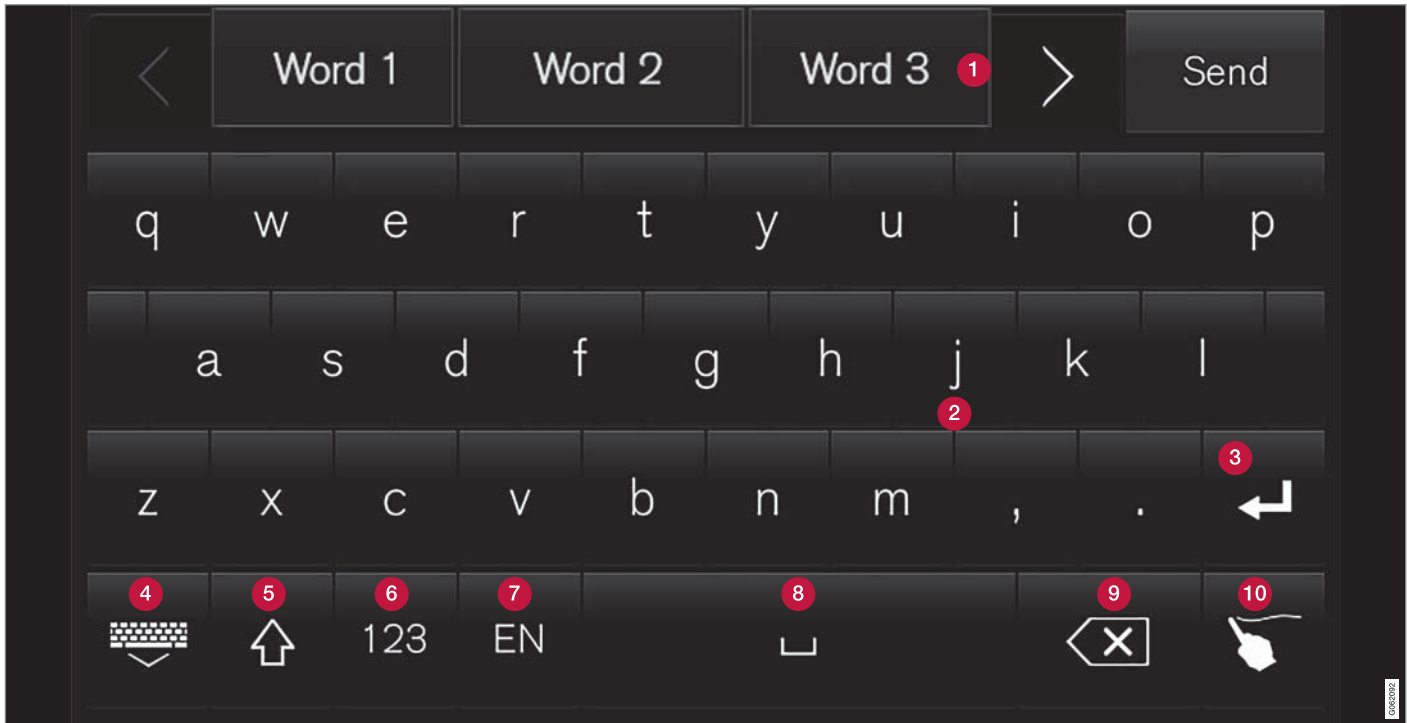 Word 1 Word 2 Word 3 1 Send
q w e r t y u i o p
a s d f g h j k l
2
3
z x c v b n m , .
4 5 6 7 8 9 10
123 EN
G062092